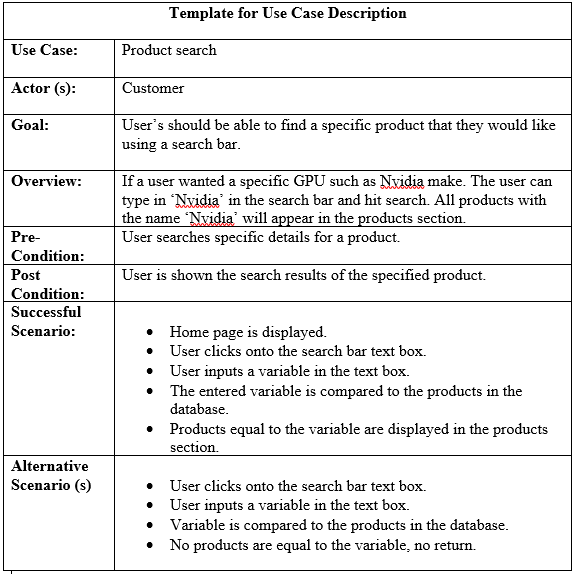 Template for Use Case Description
Use Case: Product search
Actor (s): Customer
Goal: User’s should be able to find a specific product that they would like
using a search bar.
Overview: If a user wanted a specific GPU such as Nvidia make. The user can
type in ‘Nvidia’ in the search bar and hit search. All products with
the name ‘Nvidia’ will appear in the products section.
Pre-
Condition:
User searches specific details for a product.
Post
Condition:
User is shown the search results of the specified product.
Successful
Scenario:
• Home page is displayed.
• User clicks onto the search bar text box.
• User inputs a variable in the text box.
• The entered variable is compared to the products in the
database.
• Products equal to the variable are displayed in the products
section.
Alternative
Scenario (s)
• User clicks onto the search bar text box.
• User inputs a variable in the text box.
• Variable is compared to the products in the database.
• No products are equal to the variable, no return.